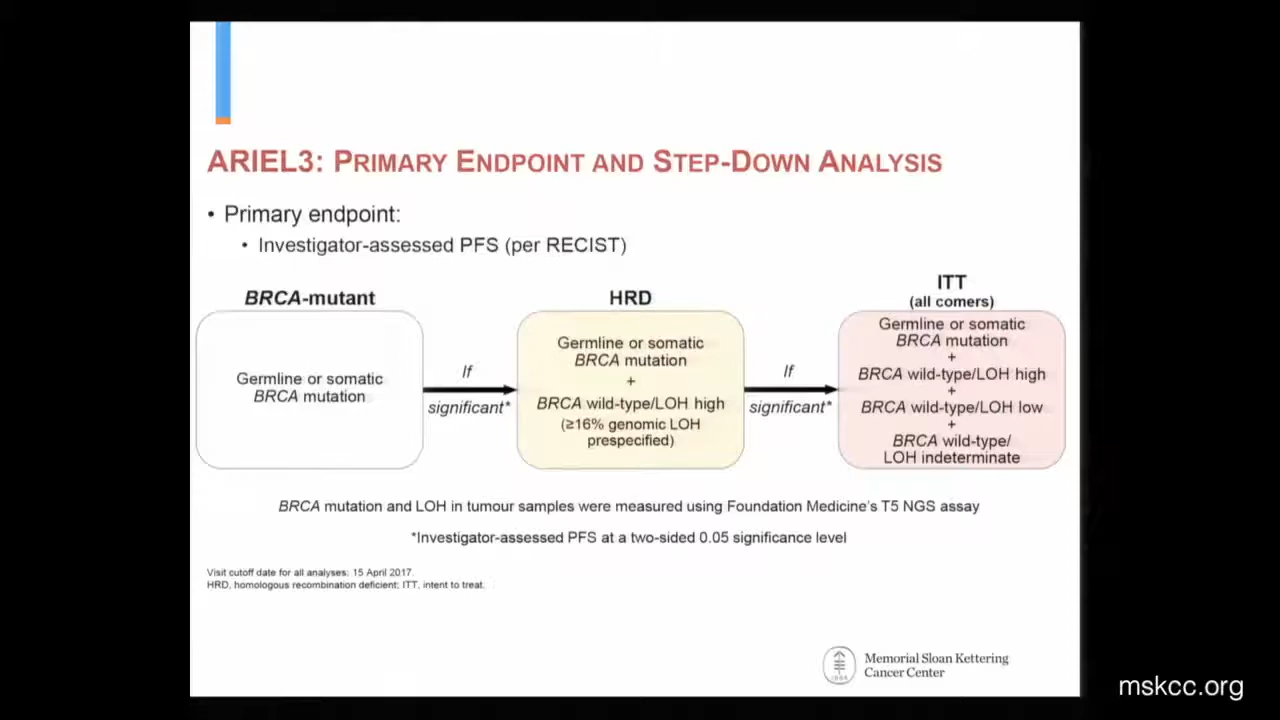 ARIEL3: PRIMARY ENDPOINT AND STEP-DOWN ANALYSIS
• Primary endpoint:
• Investigator-assessed PFS (per RECIST)
BRCA-mutant
Germline or somatic
BRCA mutation
If
significant*
HRD
Germline or somatic
BRCA mutation
+
BRCA wild-type/LOH high
(≥16% genomic LOH
prespecified)
If
significant*
ITT
(all comers)
Germline or somatic
BRCA mutation
+
BRCA wild-type/LOH high
+
BRCA wild-type/LOH low
+
BRCA wild-type/
LOH indeterminate
BRCA mutation and LOH in tumour samples were measured using Foundation Medicine's T5 NGS assay
*Investigator-assessed PFS at a two-sided 0.05 significance level
Visit cutoff date for all analyses: 15 April 2017.
HRD, homologous recombination deficient; ITT, intent to treat.
Memorial Sloan Kettering
Cancer Center
mskcc.org